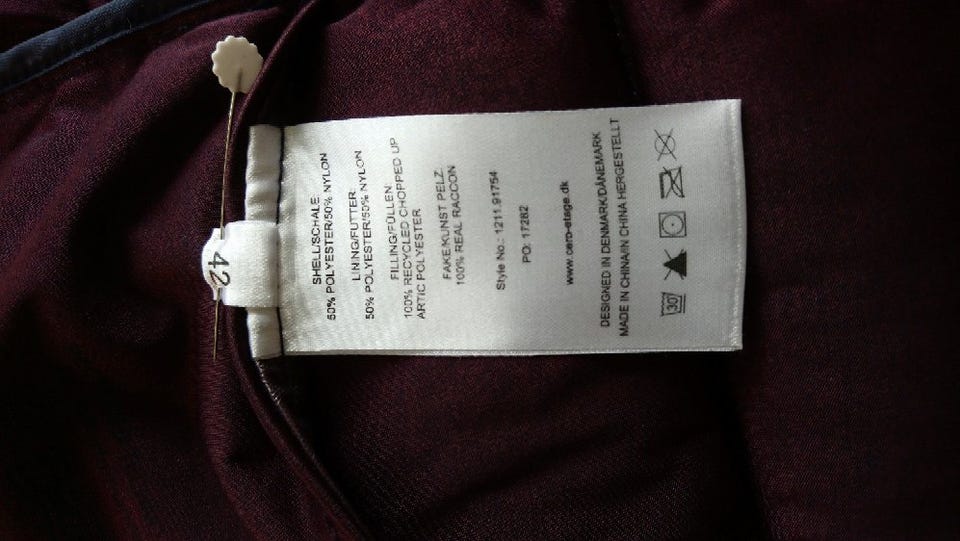 42
SHELL/SCHALE:
50% POLYESTER/50% NYLON
LINING/FUTTER
50% POLYESTER/50% NYLON
FILLING/FÜLLEN
100% RECYCLED CHOPPED UP
ARTIC POLYESTER
FAKE/KUNST PELZ
100% REAL RACCON
Style No.: 1211.91754
PO: 17282
www.cero-etage.dk
DESIGNED IN DENMARK/DÄNEMARK
MADE IN CHINA/IN CHINA HERGESTELLT
30